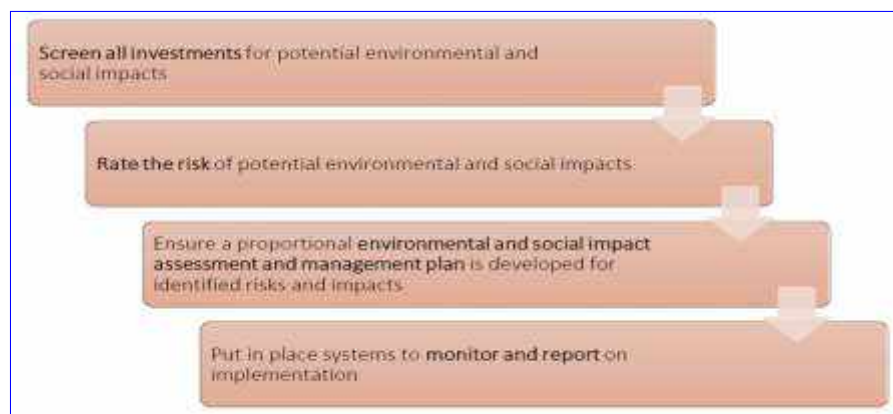 Screen all investments for potential environmental and
social impacts
Rate the risk of potential environmental and social impacts
Ensure a proportional environmental and social impact
assessment and management plan is developed for
identified risks and impacts
Put in place systems to monitor and report on
implementation